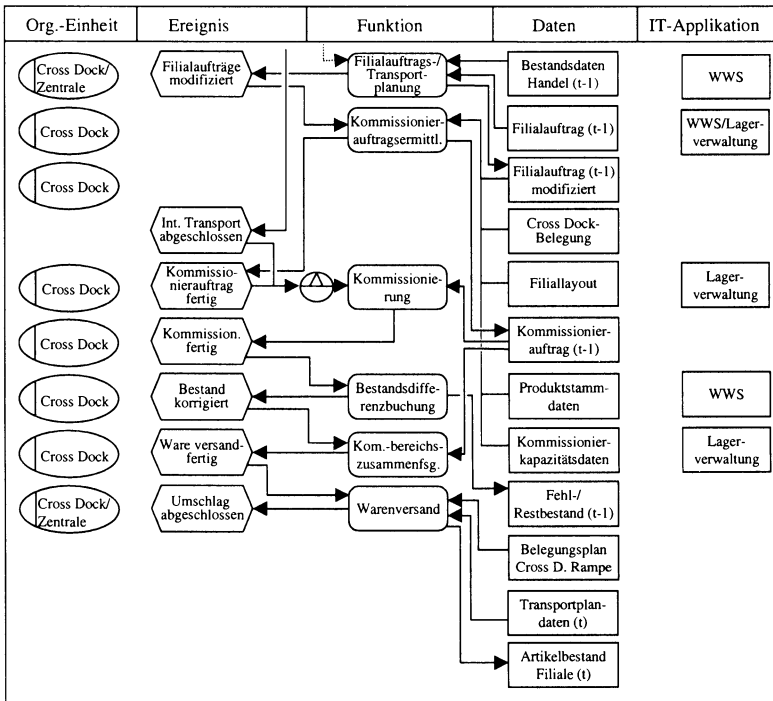 Org.-Einheit
Ereignis
Funktion
Daten
IT-Applikation
Cross Dock/
Zentrale
Filialaufträge
modifiziert
Filialauftrags-/
Transport-
planung
Bestandsdaten
Handel (t-1)
WWS
Cross Dock
Kommissionier-
auftragsermittl.
Filialauftrag (t-1)
WWS/Lager-
verwaltung
Cross Dock
Filialauftrag (t-1)
modifiziert
Int. Transport
abgeschlossen
Cross Dock-
Belegung
Cross Dock
Kommissio-
nierauftrag
fertig
Kommissionie-
rung
Filiallayout
Lager-
verwaltung
Cross Dock
Kommission.
fertig
Kommissionier-
auftrag (t-1)
Cross Dock
Bestand
korrigiert
Bestandsdiffe-
renzbuchung
Produktstamm-
daten
WWS
Cross Dock
Ware versand-
fertig
Kom.-bereichs-
zusammenfsg.
Kommissionier-
kapazitätsdaten
Lager-
verwaltung
Cross Dock/
Zentrale
Umschlag
abgeschlossen
Warenversand
Fehl-/
Restbestand (t-1)
Belegungsplan
Cross D. Rampe
Transportplan-
daten (t)
Artikelbestand
Filiale (t)